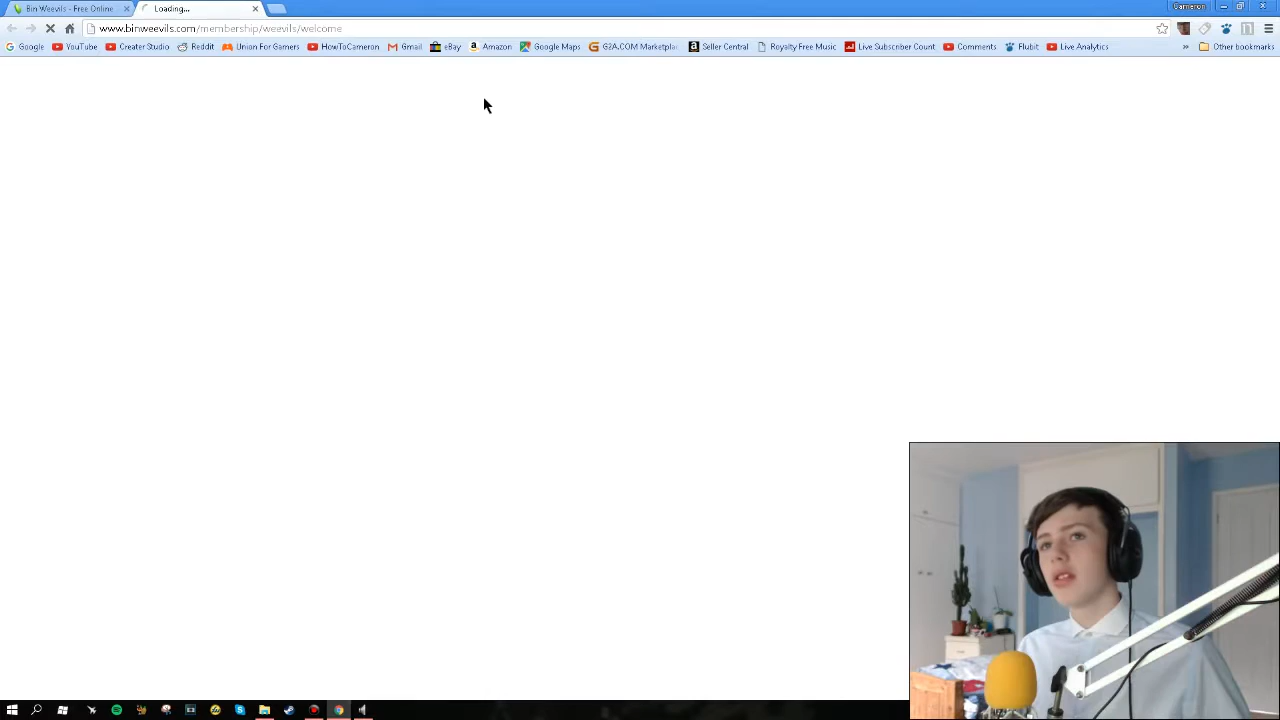 Bin Weevils - Free Online
Loading...
Cameron
www.binweevils.com/membership/weevils/welcome
Google YouTube Creater Studio Reddit Union For Gamers HowToCameron Gmail eBay Amazon Google Maps G2A.COM Marketpla Seller Central Royalty Free Music Live Subscriber Count Comments Flubit Live Analytics » Other bookmarks